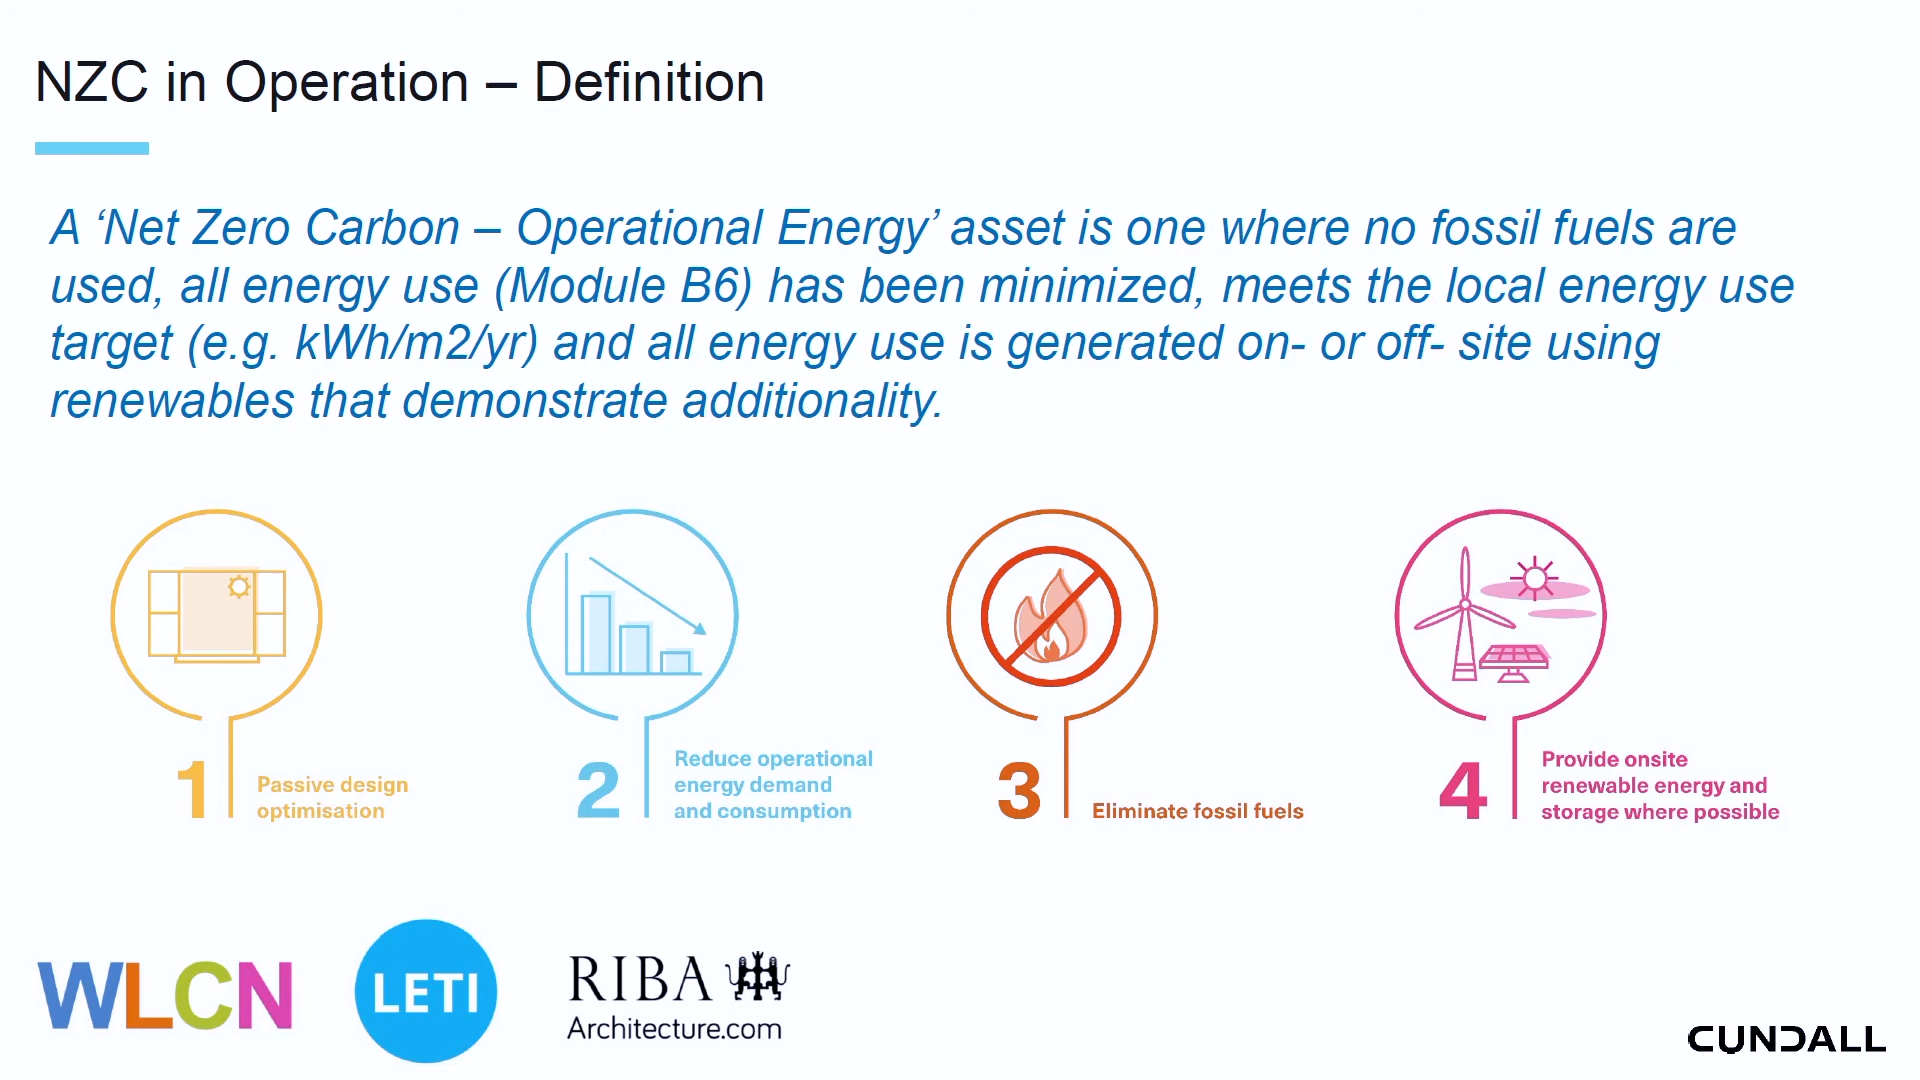 NZC in Operation – Definition
A ‘Net Zero Carbon – Operational Energy’ asset is one where no fossil fuels are
used, all energy use (Module B6) has been minimized, meets the local energy use
target (e.g. kWh/m2/yr) and all energy use is generated on- or off- site using
renewables that demonstrate additionality.
1
Passive design
optimisation
2
Reduce operational
energy demand
and consumption
3
Eliminate fossil fuels
4
Provide onsite
renewable energy and
storage where possible
WLCN
LETI
RIBA
Architecture.com
CUNDALL